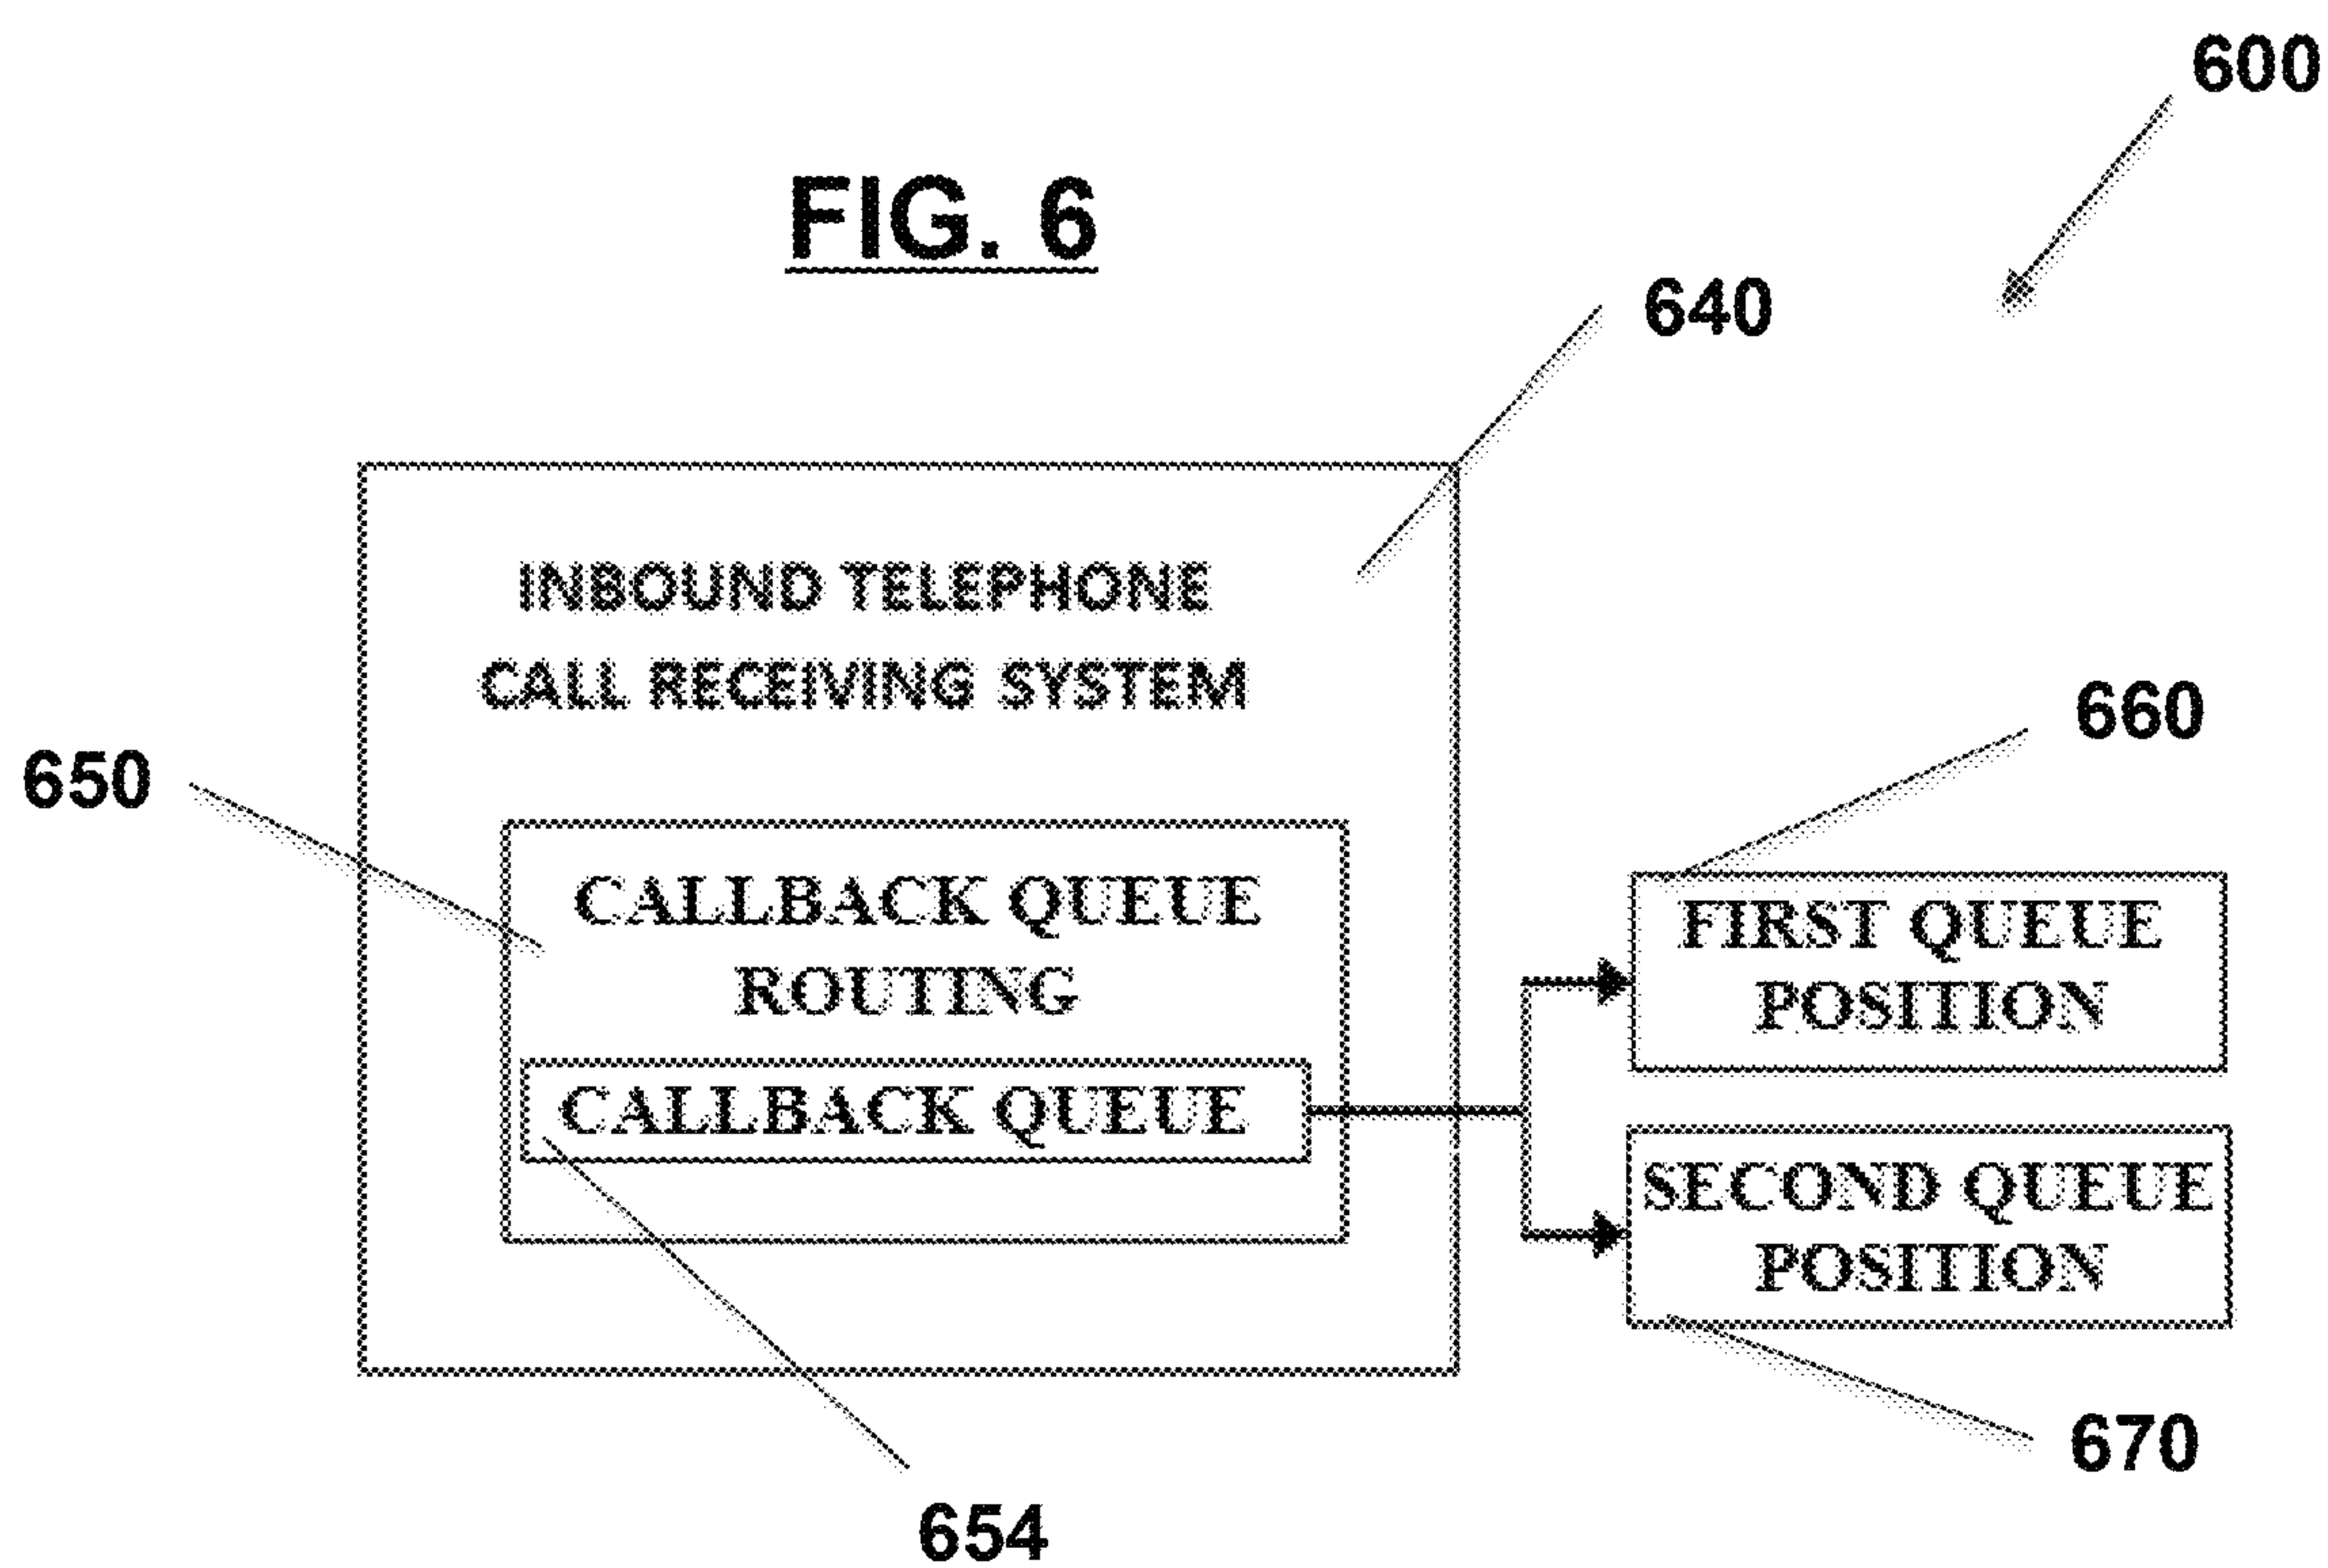 600
FIG. 6
640
INBOUND TELEPHONE
CALL RECEIVING SYSTEM
660
650
CALLBACK QUEUE
ROUTING
FIRST QUEUE
POSITION
CALLBACK QUEUE
SECOND QUEUE
POSITION
670
654